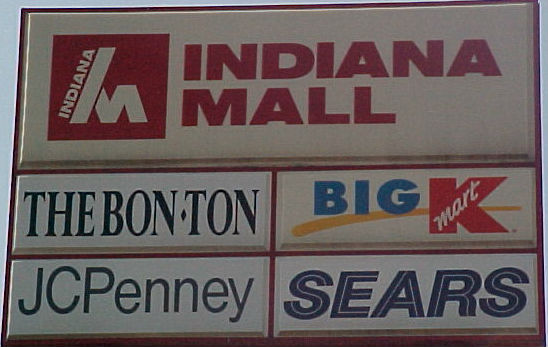 INDIANA
M
INDIANA
MALL
THE BON·TON
BIG K
mart
JCPenney
SEARS